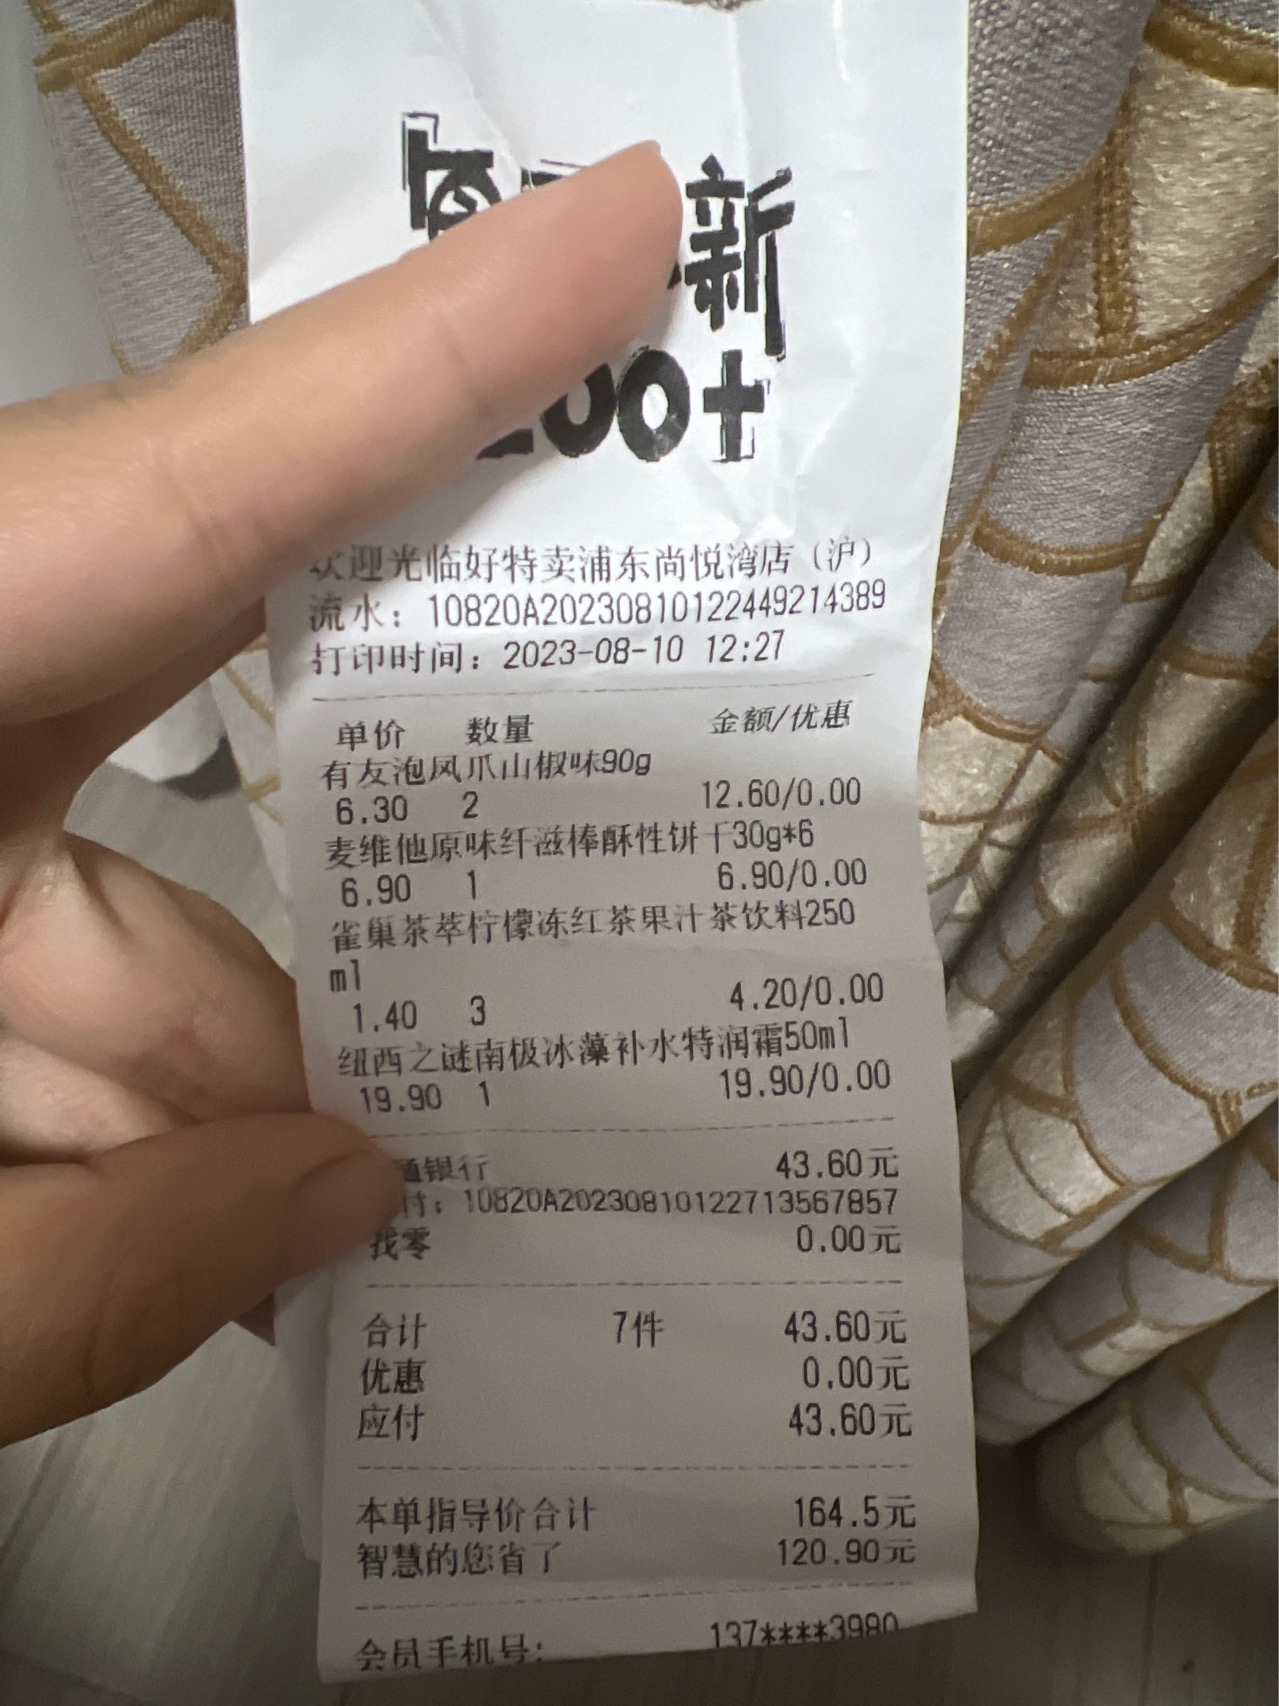 新
00+
欢迎光临好特卖浦东尚悦湾店（沪）
流水：10820A20230810122449214389
打印时间：2023-08-10 12:27
单价 数量 金额/优惠
有友泡凤爪山椒味90g
6.30 2 12.60/0.00
麦维他原味纤滋棒酥性饼干30g*6
6.90 1 6.90/0.00
雀巢茶萃柠檬冻红茶果汁茶饮料250
ml
1.40 3 4.20/0.00
纽西之谜南极冰藻补水特润霜50ml
19.90 1 19.90/0.00
通银行 43.60元
付：10820A20230810122713567857
找零 0.00元
合计 7件 43.60元
优惠 0.00元
应付 43.60元
本单指导价合计 164.5元
智慧的您省了 120.90元
会员手机号: 137****3980